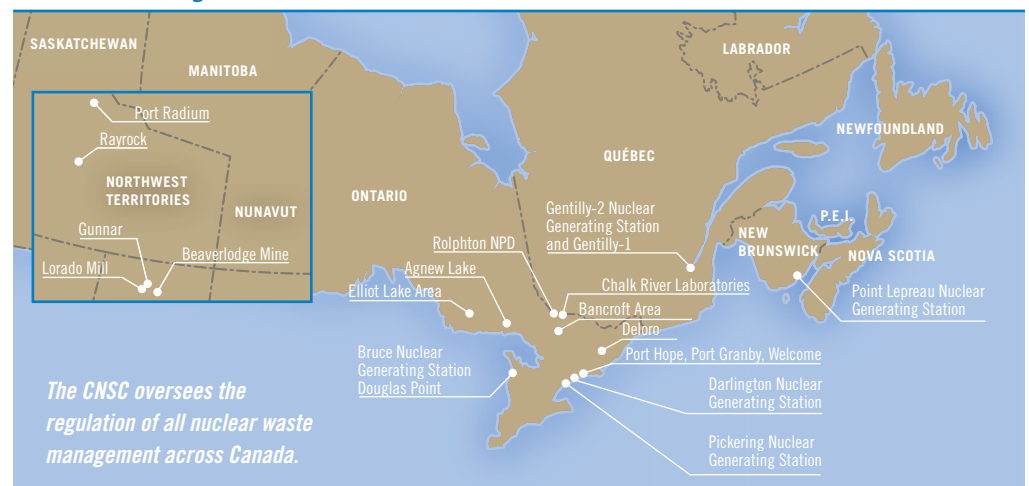 SASKATCHEWAN
MANITOBA
LABRADOR
Port Radium
Rayrock
NEWFOUNDLAND
QUÉBEC
NORTHWEST
TERRITORIES
ONTARIO
NUNAVUT
Gunnar
Lorado Mill
Beaverlodge Mine
Gentilly-2 Nuclear
Generating Station
and Gentilly-1
P.E.I.
NEW
BRUNSWICK
NOVA SCOTIA
Rolphton NPD
Agnew Lake
Elliot Lake Area
Chalk River Laboratories
Bancroft Area
Deloro
Point Lepreau Nuclear
Generating Station
Bruce Nuclear
Generating Station
Douglas Point
Port Hope, Port Granby, Welcome
Darlington Nuclear
Generating Station
Pickering Nuclear
Generating Station
The CNSC oversees the
regulation of all nuclear waste
management across Canada.